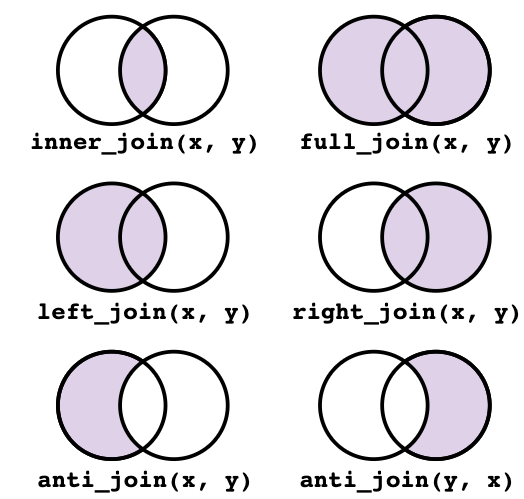 inner_join(x, y)
full_join(x, y)
left_join(x, y)
right_join(x, y)
anti_join(x, y)
anti_join(y, x)